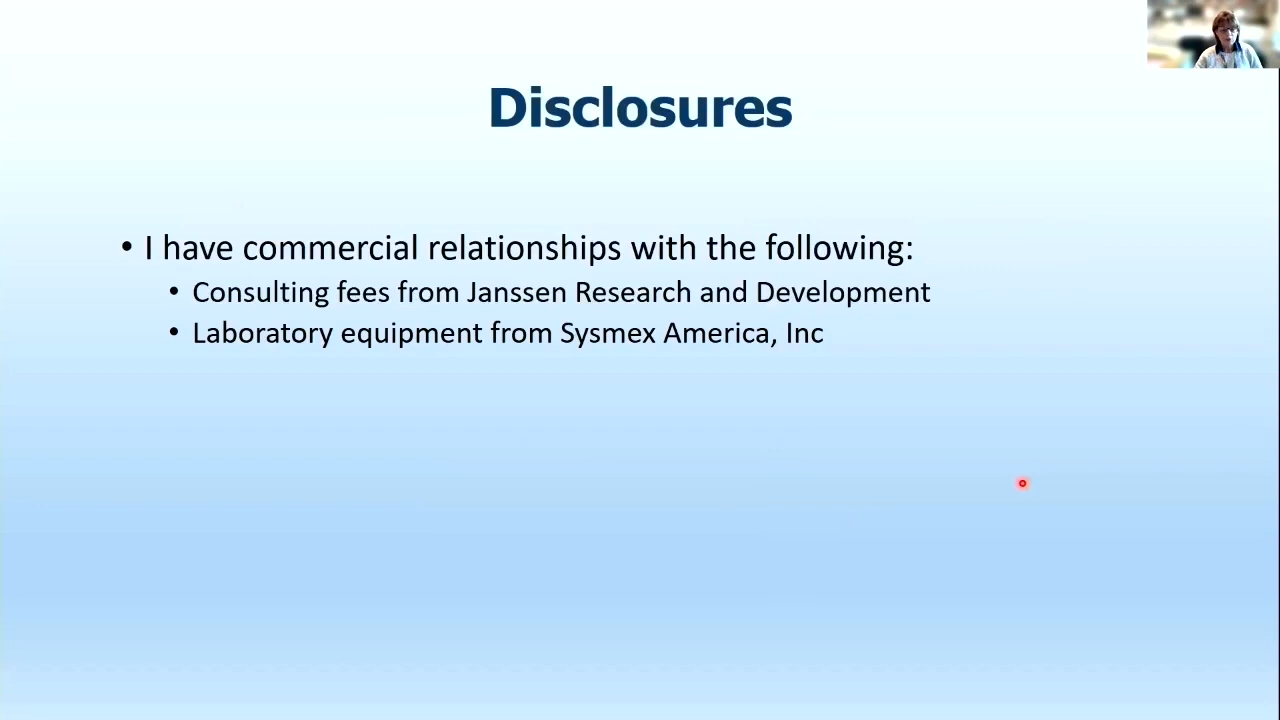 Disclosures
• I have commercial relationships with the following:
• Consulting fees from Janssen Research and Development
• Laboratory equipment from Sysmex America, Inc